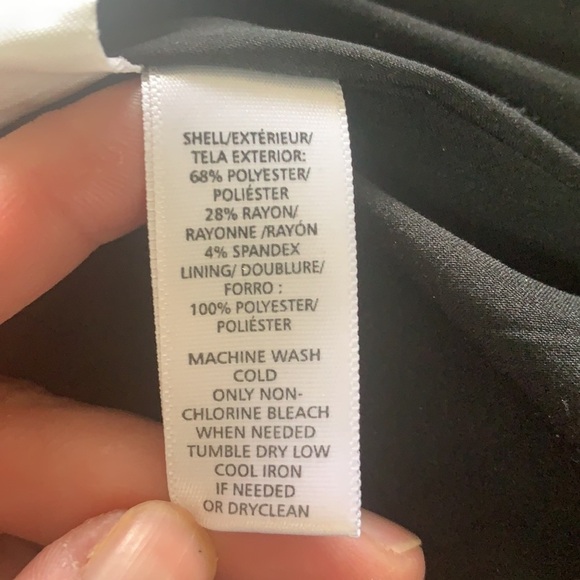 SHELL/EXTÉRIEUR/
TELA EXTERIOR:
68% POLYESTER/
POLIÉSTER
28% RAYON/
RAYONNE /RAYÓN
4% SPANDEX
LINING/ DOUBLURE/
FORRO :
100% POLYESTER/
POLIÉSTER
MACHINE WASH
COLD
ONLY NON-
CHLORINE BLEACH
WHEN NEEDED
TUMBLE DRY LOW
COOL IRON
IF NEEDED
OR DRYCLEAN